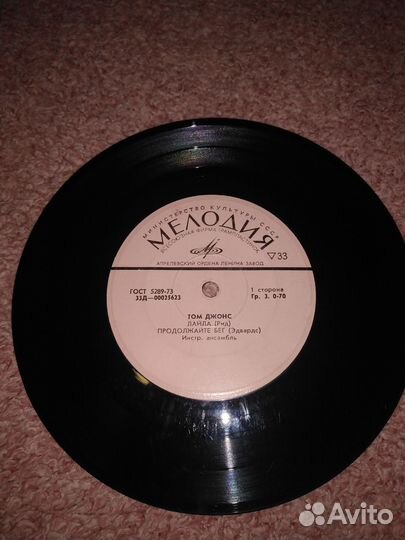 МИНИСТЕРСТВО КУЛЬТУРЫ СССР
МЕЛОДИЯ
ВСЕСОЮЗНАЯ ФИРМА ГРАМПЛАСТИНОК
▽33
АПРЕЛЕВСКИЙ ОРДЕНА ЛЕНИНА ЗАВОД
ГОСТ 5289-73
33Д—00025623
1 сторона
Гр. 3. 0-70
ТОМ ДЖОНС
ЛАЙЛА (Рид)
ПРОДОЛЖАЙТЕ БЕГ (Эдвардс)
Инстр. ансамбль
Avito